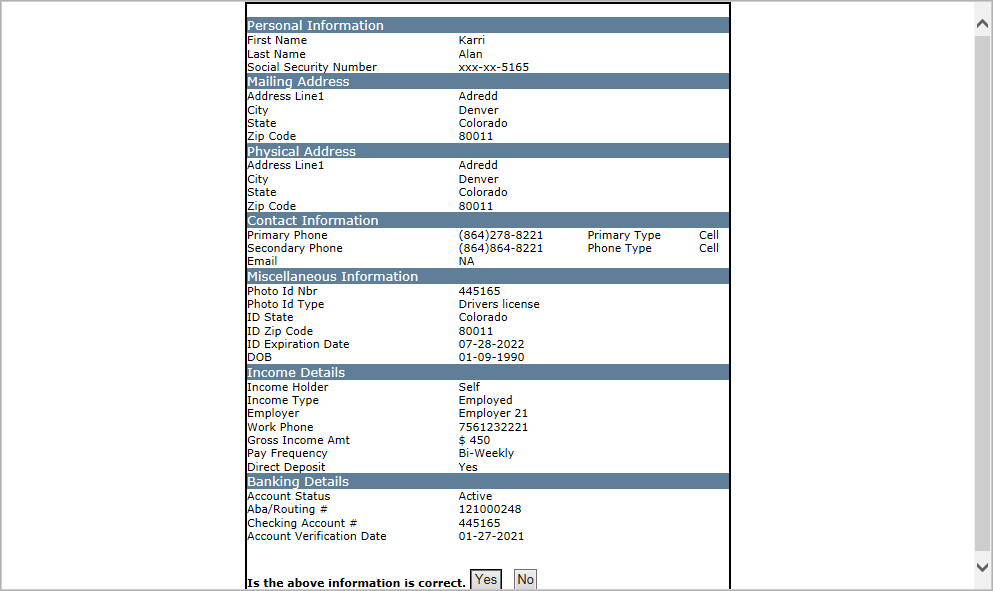 Personal Information
First Name Karri
Last Name Alan
Social Security Number xxx-xx-5165
Mailing Address
Address Line1 Adredd
City Denver
State Colorado
Zip Code 80011
Physical Address
Address Line1 Adredd
City Denver
State Colorado
Zip Code 80011
Contact Information
Primary Phone (864)278-8221 Primary Type Cell
Secondary Phone (864)864-8221 Phone Type Cell
Email NA
Miscellaneous Information
Photo Id Nbr 445165
Photo Id Type Drivers license
ID State Colorado
ID Zip Code 80011
ID Expiration Date 07-28-2022
DOB 01-09-1990
Income Details
Income Holder Self
Income Type Employed
Employer Employer 21
Work Phone 7561232221
Gross Income Amt $ 450
Pay Frequency Bi-Weekly
Direct Deposit Yes
Banking Details
Account Status Active
Aba/Routing # 121000248
Checking Account # 445165
Account Verification Date 01-27-2021
Is the above information is correct. Yes No